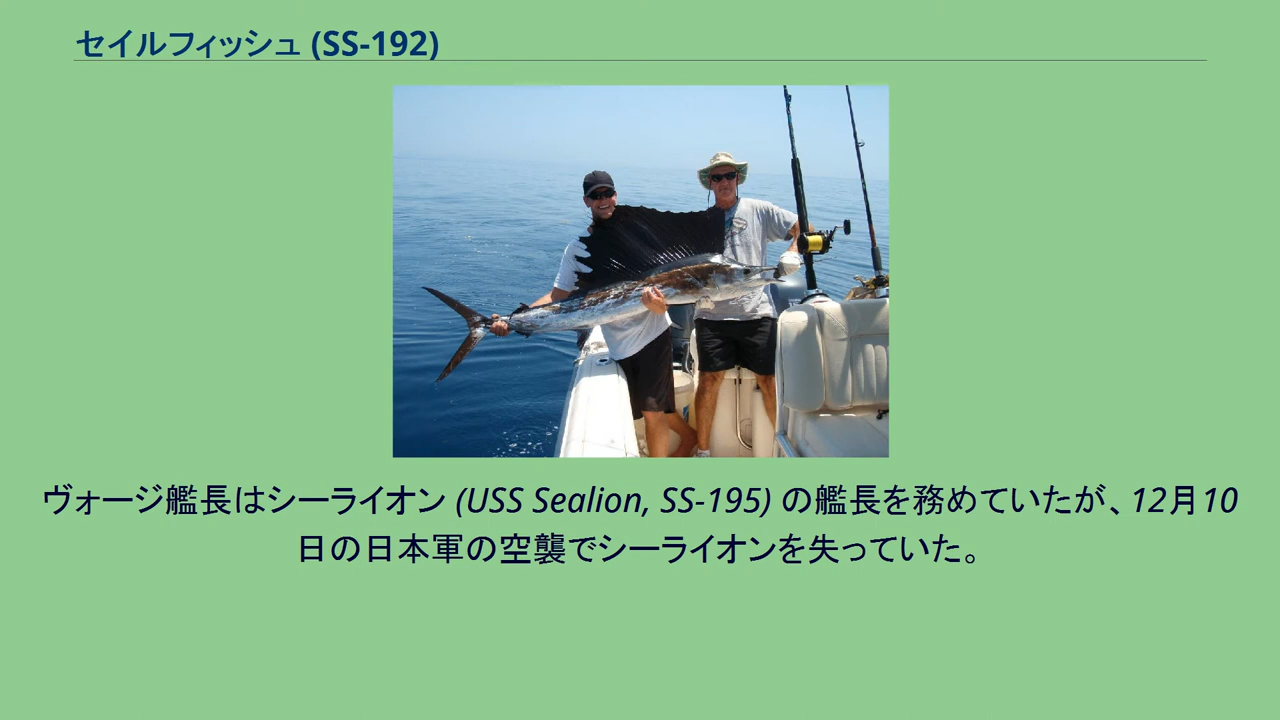 セイルフィッシュ (SS-192)
ヴォージ艦長はシーライオン (USS Sealion, SS-195) の艦長を務めていたが、12月10
日の日本軍の空襲でシーライオンを失っていた。